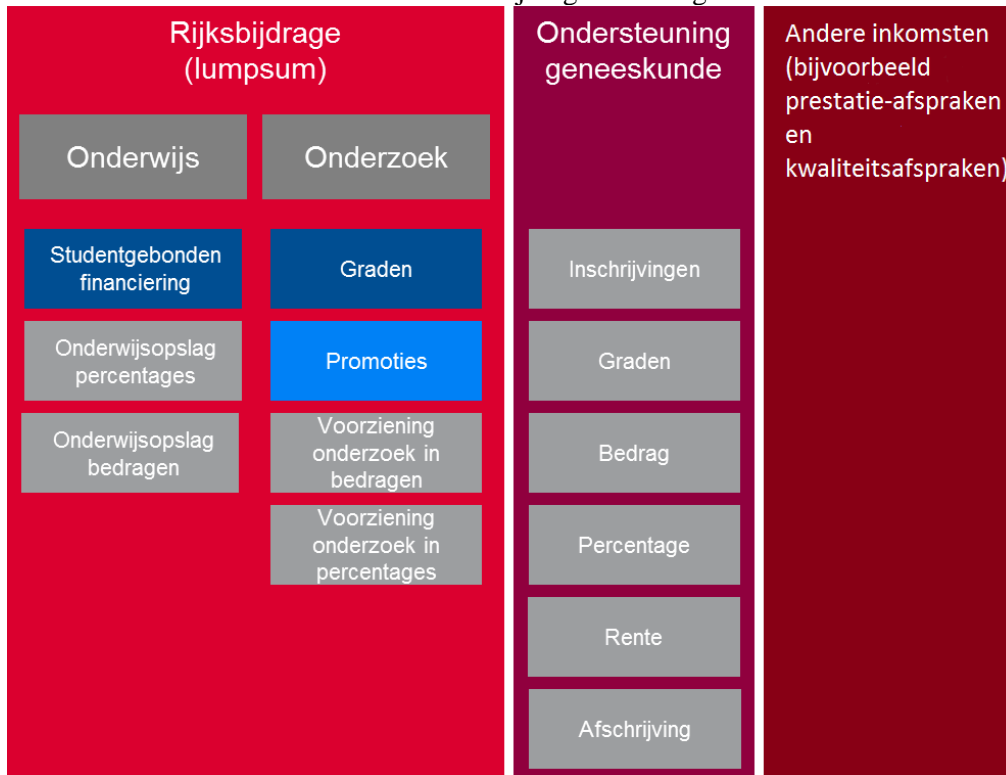 Rijksbijdrage
(lumpsum)
Onderwijs
Onderzoek
Studentgebonden
financiering
Onderwijsopslag
percentages
Onderwijsopslag
bedragen
Graden
Promoties
Voorziening
onderzoek in
bedragen
Voorziening
onderzoek in
percentages
Ondersteuning
geneeskunde
Inschrijvingen
Graden
Bedrag
Percentage
Rente
Afschrijving
Andere inkomsten
(bijvoorbeeld
prestatie-afspraken
en
kwaliteitsafspraken)